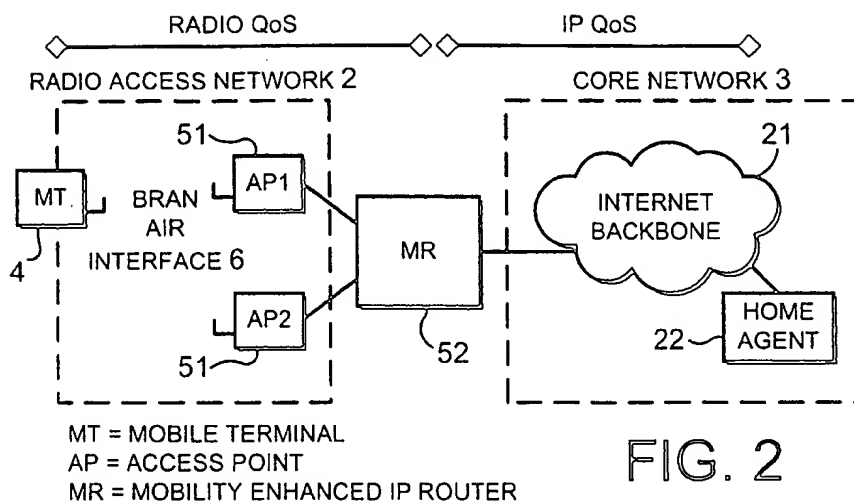 RADIO QoS
IP QoS
RADIO ACCESS NETWORK 2
CORE NETWORK 3
51
21
MT
AP1
BRAN
AIR
INTERFACE 6
4
MR
INTERNET
BACKBONE
AP2
51
52
22
HOME
AGENT
MT = MOBILE TERMINAL
AP = ACCESS POINT
MR = MOBILITY ENHANCED IP ROUTER
FIG. 2